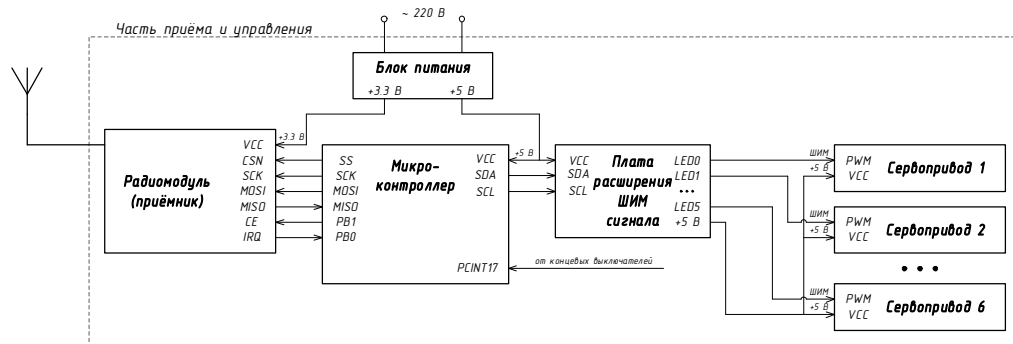 ~ 220 В
Часть приёма и управления
Блок питания
+3.3 В
+5 В
Радиомодуль
(приёмник)
VCC
CSN
SCK
MOSI
MISO
CE
IRQ
+3.3 В
Микро-
контроллер
SS
SCK
MOSI
MISO
PB1
PB0
VCC
SDA
SCL
PCINT17
+5 В
от концевых выключателей
VCC
SDA
SCL
Плата
расширения
ШИМ
сигнала
LED0
LED1
...
LED5
+5 В
ШИМ
+5 В
PWM
VCC
Сервопривод 1
ШИМ
+5 В
PWM
VCC
Сервопривод 2
...
ШИМ
+5 В
PWM
VCC
Сервопривод 6